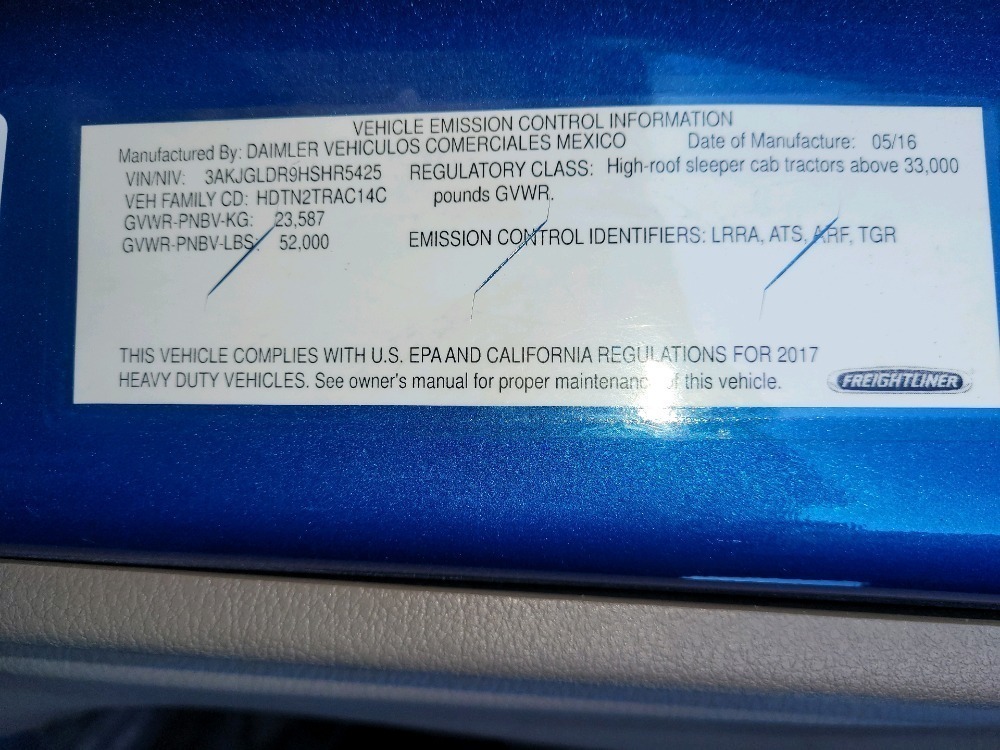 VEHICLE EMISSION CONTROL INFORMATION
Manufactured By: DAIMLER VEHICULOS COMERCIALES MEXICO Date of Manufacture: 05/16
VIN/NIV: 3AKJGLDR9HSHR5425 REGULATORY CLASS: High-roof sleeper cab tractors above 33,000
VEH FAMILY CD: HDTN2TRAC14C pounds GVWR.
GVWR-PNBV-KG: 23,587
GVWR-PNBV-LBS: 52,000 EMISSION CONTROL IDENTIFIERS: LRRA, ATS, ARF, TGR
THIS VEHICLE COMPLIES WITH U.S. EPA AND CALIFORNIA REGULATIONS FOR 2017
HEAVY DUTY VEHICLES. See owner's manual for proper maintenance of this vehicle.
FREIGHTLINER